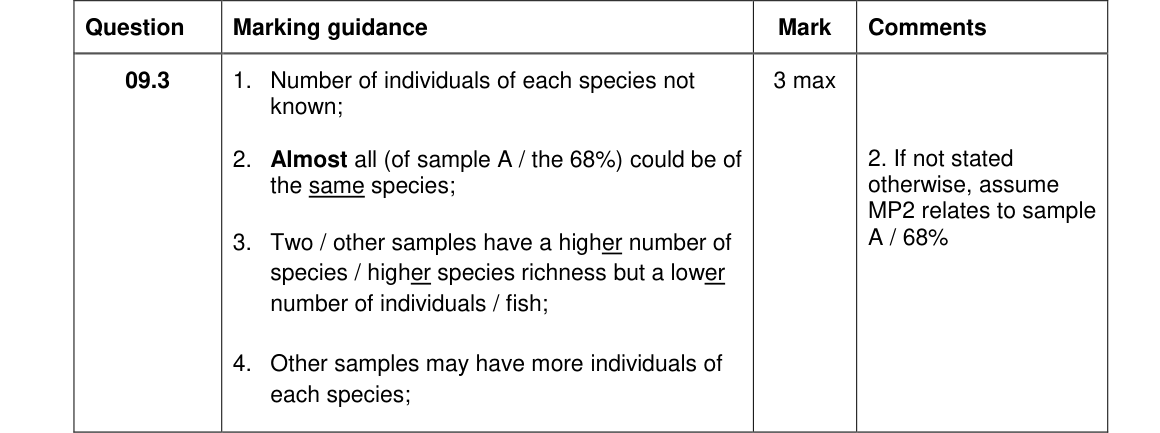 Question Marking guidance Mark Comments
09.3 1. Number of individuals of each species not 3 max
known;
2. Almost all (of sample A / the 68%) could be of
the same species;
2. If not stated
otherwise, assume
MP2 relates to sample
A / 68%
3. Two / other samples have a higher number of
species / higher species richness but a lower
number of individuals / fish;
4. Other samples may have more individuals of
each species;